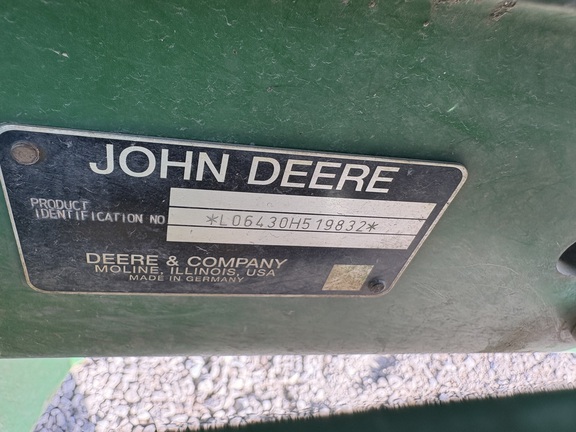 JOHN DEERE
PRODUCT
IDENTIFICATION NO
*L06430H519832*
DEERE & COMPANY
MOLINE, ILLINOIS, USA
MADE IN GERMANY